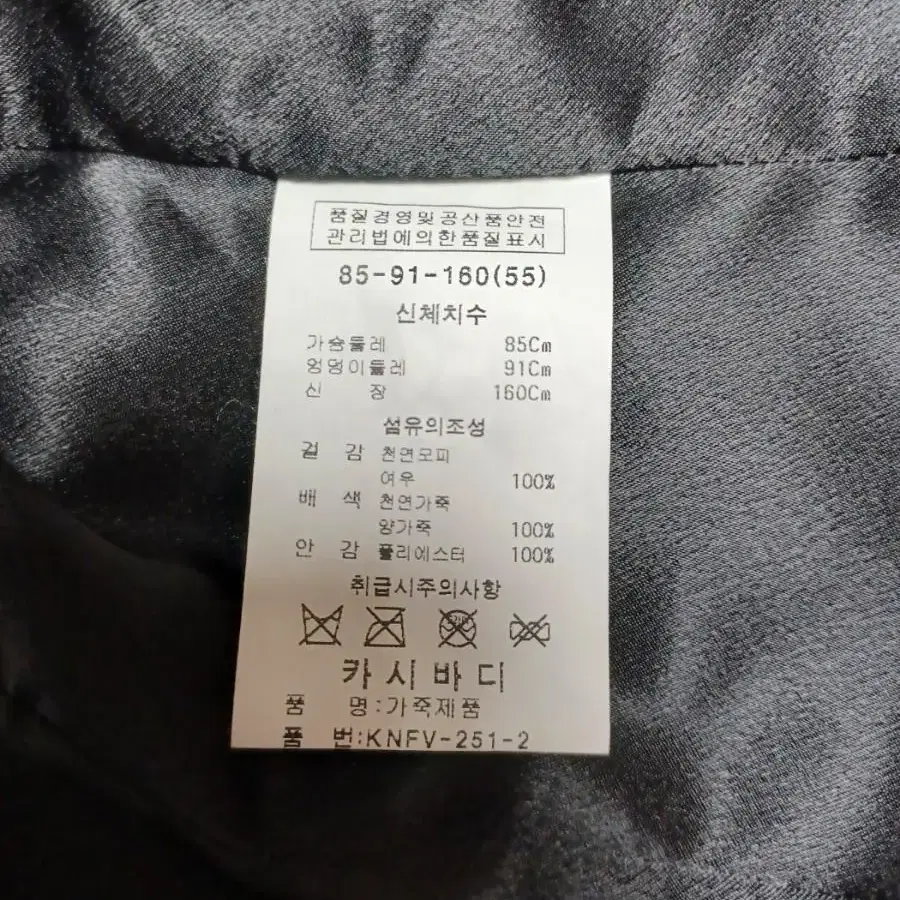 품질경영및공산품안전
관리법에의한품질표시
85-91-160(55)
신체치수
가슴둘레 85Cm
엉덩이둘레 91Cm
신 장 160Cm
섬유의조성
겉 감 천연모피
여우 100%
배 색 천연가죽
양가죽 100%
안 감 폴리에스터 100%
취급시주의사항
카시바디
품 명:가죽제품
품 번:KNFV-251-2